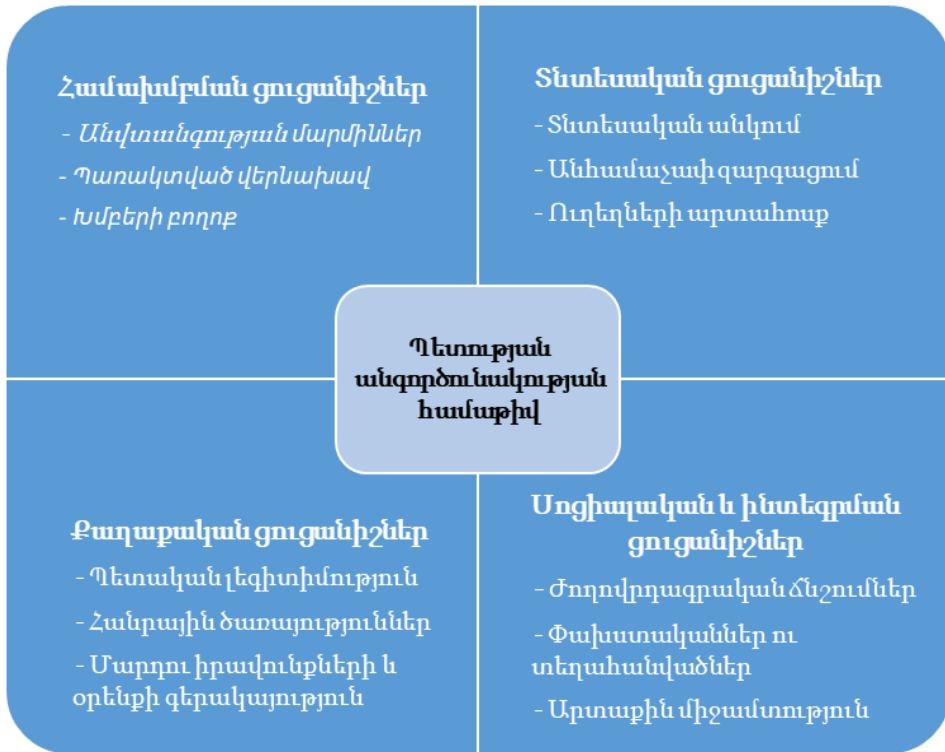 Համախմբման ցուցանիշներ
- Անվտանգության մարմիններ
- Պառակտված վերնախավ
- Խմբերի բողոք
Տնտեսական ցուցանիշներ
- Տնտեսական անկում
- Անհամաչափ զարգացում
- Ուղեղների արտահոսք
Պետության
անգործունակության
համաթիվ
Քաղաքական ցուցանիշներ
- Պետական լեգիտիմություն
- Հանրային ծառայություններ
- Մարդու իրավունքների և
օրենքի գերակայություն
Սոցիալական և ինտեգրման
ցուցանիշներ
- Ժողովրդագրական ճնշումներ
- Փախստականներ ու
տեղահանվածներ
- Արտաքին միջամտություն